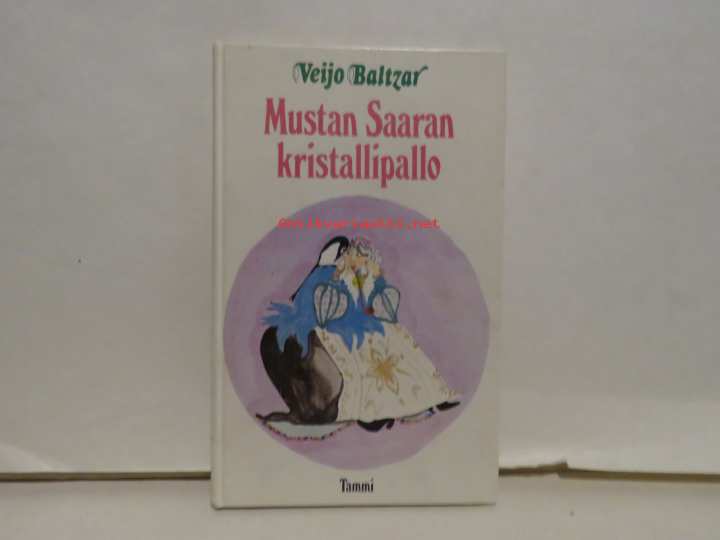 Veijo Baltzar
Mustan Saaran
kristallipallo
Antikvariaatti.net
Tammi